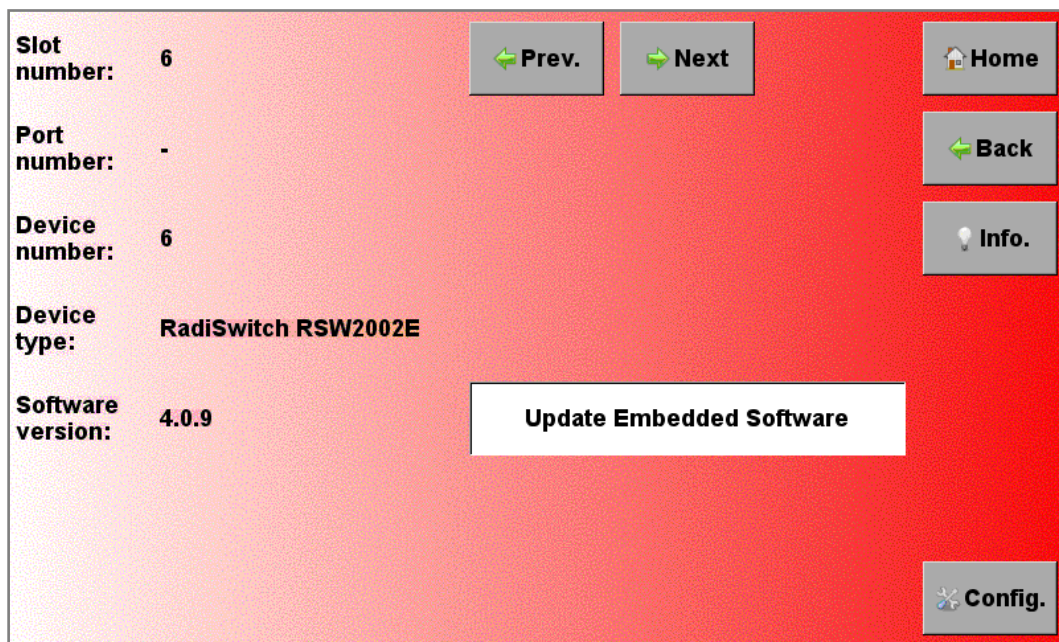 Slot
number:
6
Prev.
Next
Home
Port
number:
-
Back
Device
number:
6
Info.
Device
type:
RadiSwitch RSW2002E
Software
version:
4.0.9
Update Embedded Software
Config.